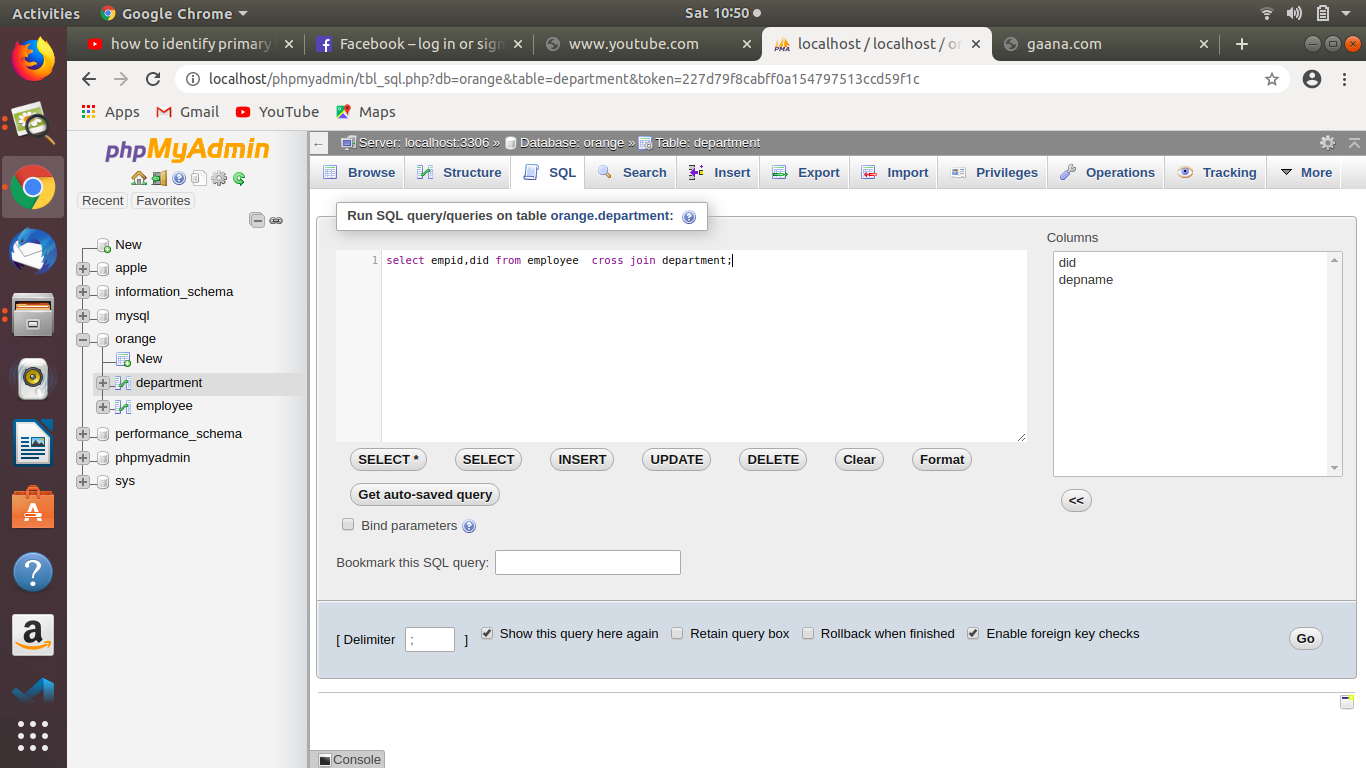 Activities Google Chrome Sat 10:50
how to identify primary Facebook – log in or sign www.youtube.com localhost / localhost / or gaana.com
localhost/phpmyadmin/tbl_sql.php?db=orange&table=department&token=227d79f8cabff0a154797513ccd59f1c
Apps Gmail YouTube Maps
phpMyAdmin
Recent Favorites
New
apple
information_schema
mysql
orange
New
department
employee
performance_schema
phpmyadmin
sys
← Server: localhost:3306 » Database: orange » Table: department
Browse Structure SQL Search Insert Export Import Privileges Operations Tracking More
Run SQL query/queries on table orange.department:
1 select empid,did from employee  cross join department;
Columns
did
depname
SELECT * SELECT INSERT UPDATE DELETE Clear Format
Get auto-saved query
<<
Bind parameters
Bookmark this SQL query:
[ Delimiter ; ] Show this query here again Retain query box Rollback when finished Enable foreign key checks Go
Console